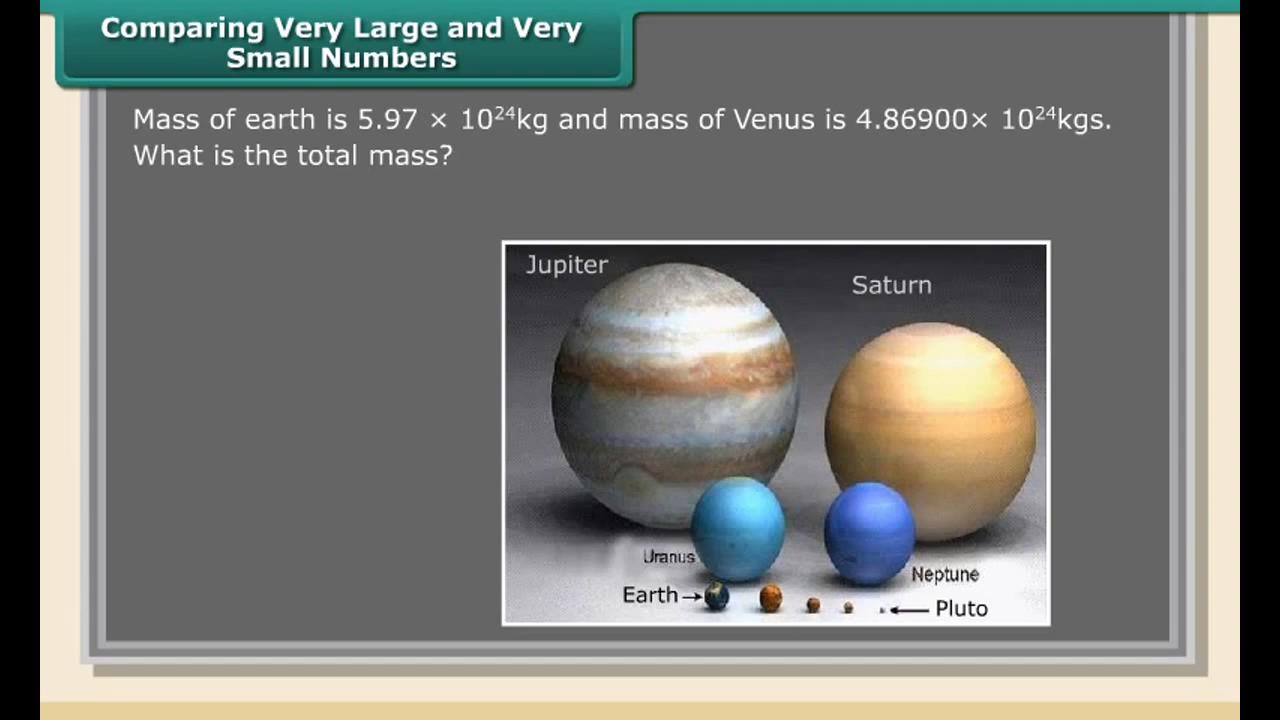 Comparing Very Large and Very
Small Numbers
Mass of earth is 5.97 × 10²⁴kg and mass of Venus is 4.86900× 10²⁴kgs.
What is the total mass?
Jupiter
Saturn
Uranus
Neptune
Earth→
←Pluto